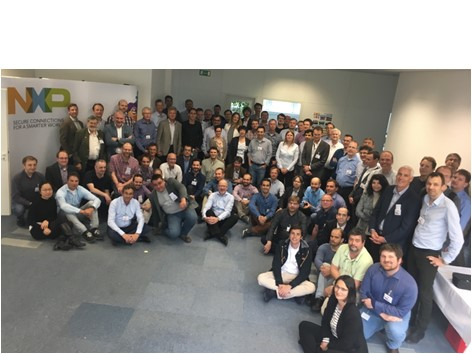 NXP
SECURE CONNECTIONS
FOR A SMARTER WORLD